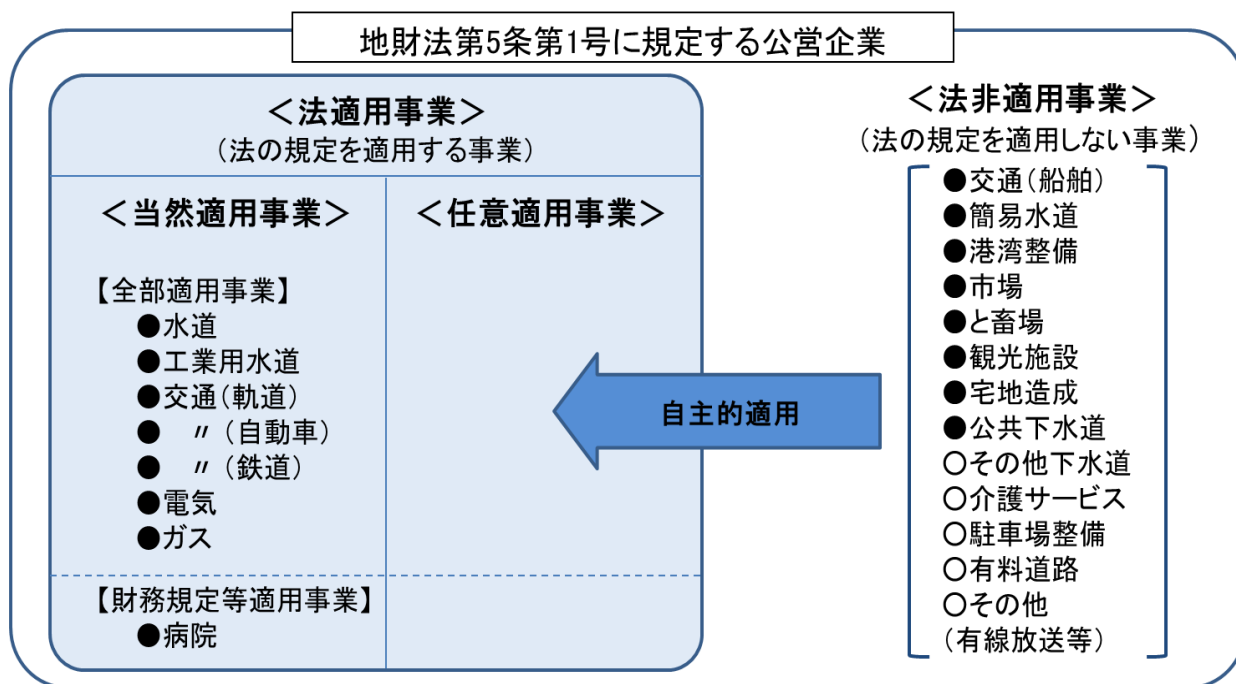 地財法第5条第1号に規定する公営企業
＜法適用事業＞
（法の規定を適用する事業）
＜当然適用事業＞
【全部適用事業】
●水道
●工業用水道
●交通（軌道）
●　〃（自動車）
●　〃（鉄道）
●電気
●ガス
【財務規定等適用事業】
●病院
＜任意適用事業＞
自主的適用
＜法非適用事業＞
（法の規定を適用しない事業）
●交通（船舶）
●簡易水道
●港湾整備
●市場
●と畜場
●観光施設
●宅地造成
●公共下水道
○その他下水道
○介護サービス
○駐車場整備
○有料道路
○その他
（有線放送等）